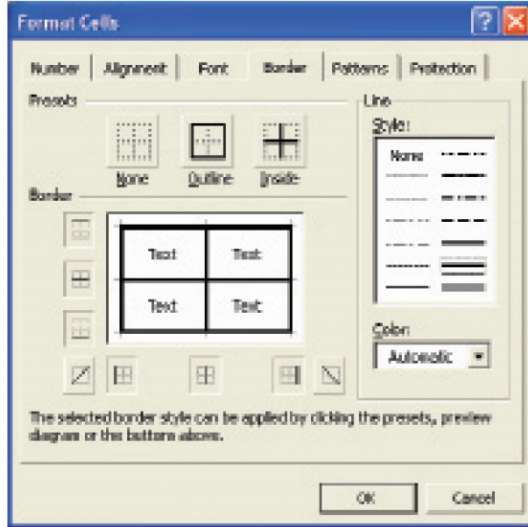 Format Cells
Number Alignment Font Border Patterns Protection
Presets
Line
Style:
None
None Outline Inside
Border
Text Text
Text Text
Color:
Automatic
The selected border style can be applied by clicking the presets, preview
diagram or the buttons above.
OK Cancel